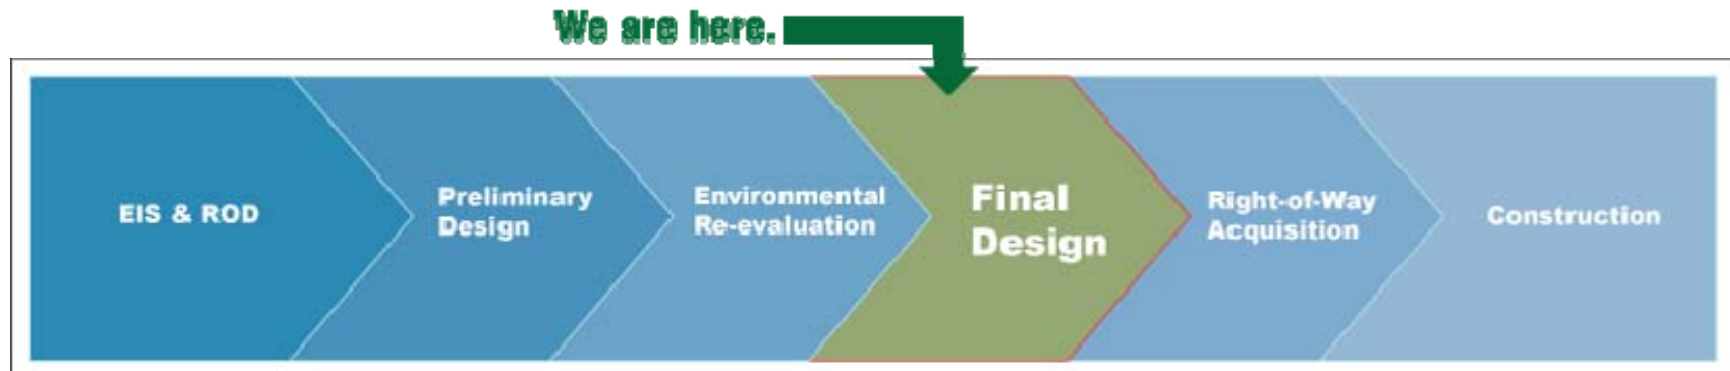 We are here.
EIS & ROD
Preliminary
Design
Environmental
Re-evaluation
Final
Design
Right-of-Way
Acquisition
Construction